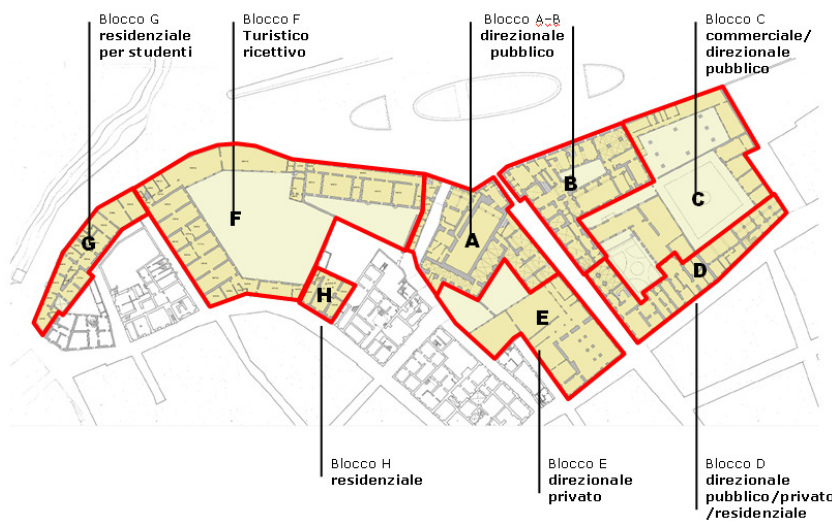 Blocco G
residenziale
per studenti
Blocco F
Turistico
ricettivo
Blocco A-B
direzionale
pubblico
Blocco C
commerciale/
direzionale
pubblico
G
F
H
A
B
C
D
E
Blocco H
residenziale
Blocco E
direzionale
privato
Blocco D
direzionale
pubblico/privato
/residenziale